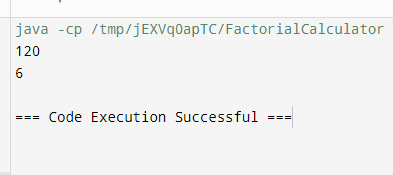 java -cp /tmp/jEXVqOapTC/FactorialCalculator
120
6
=== Code Execution Successful ===